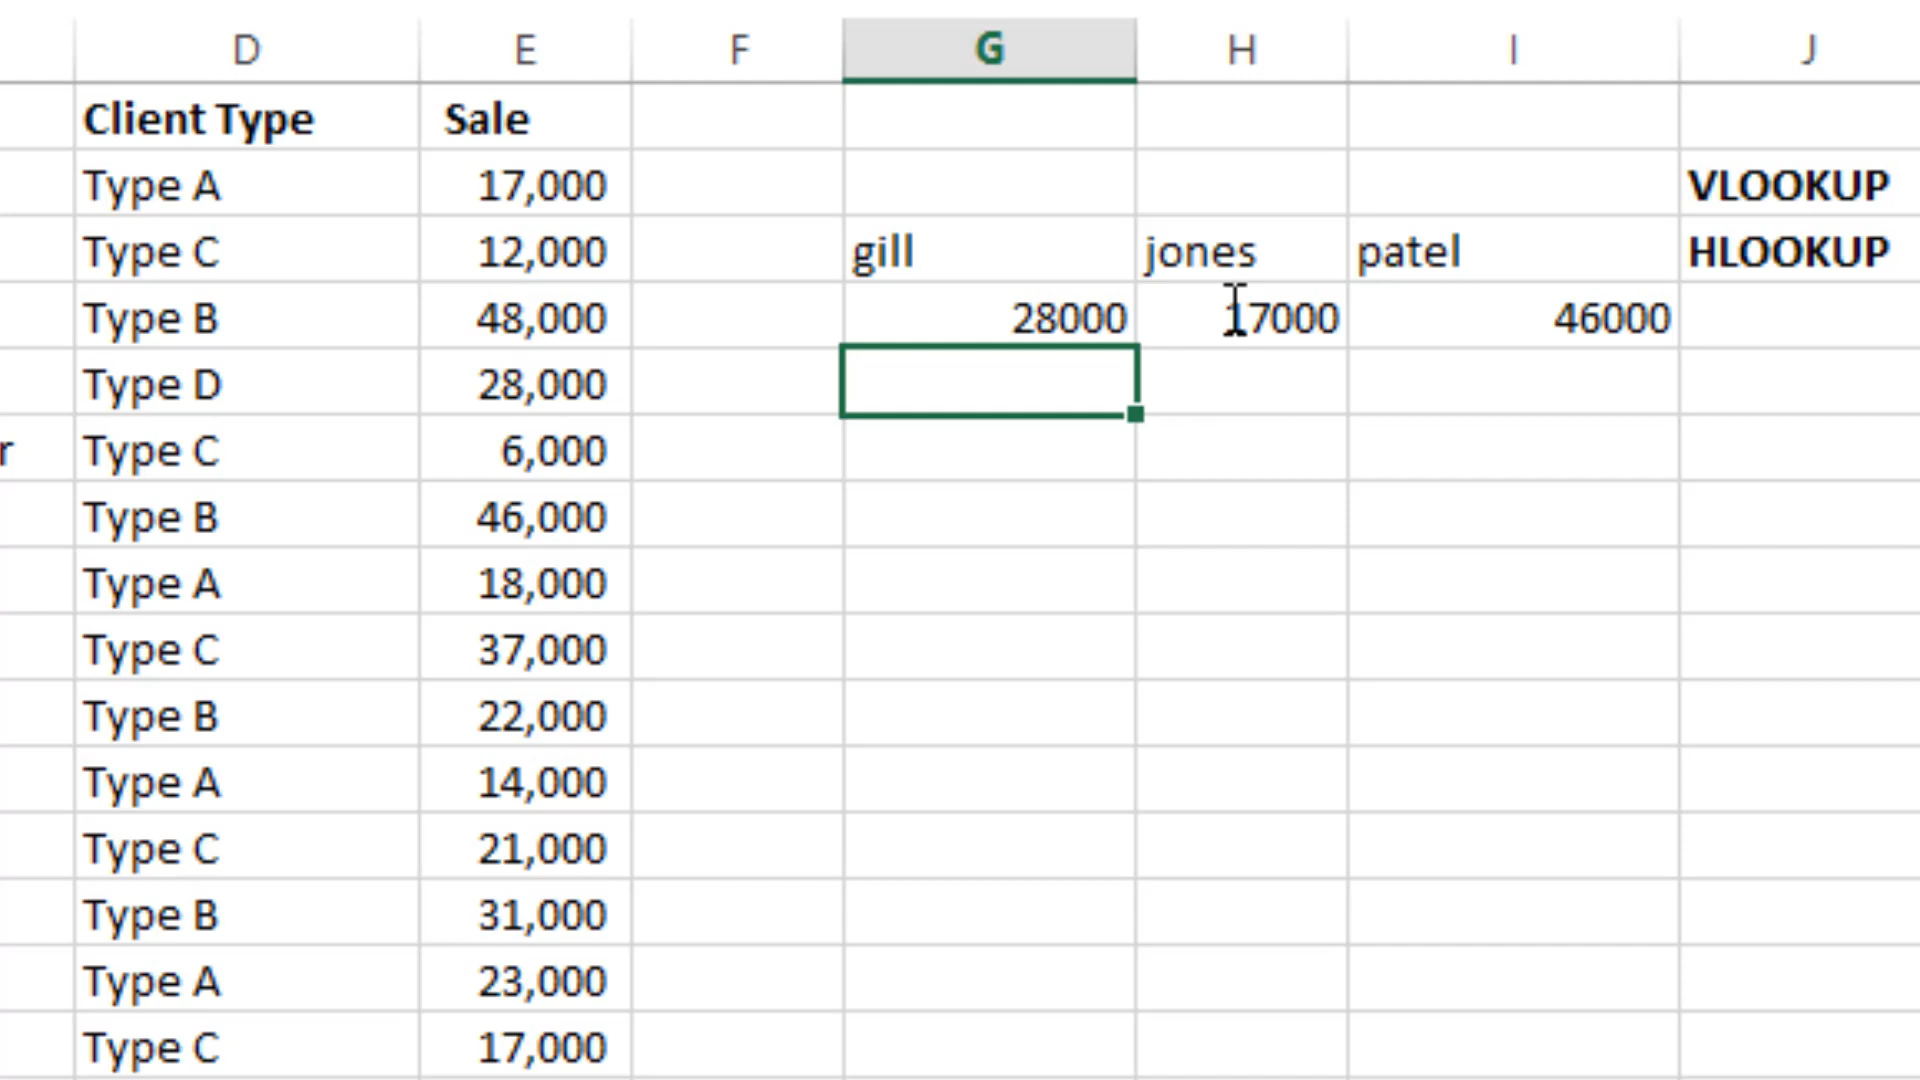 D E F G H I J
Client Type Sale
Type A 17,000 VLOOKUP
Type C 12,000 gill jones patel HLOOKUP
Type B 48,000 28000 17000 46000
Type D 28,000
r Type C 6,000
Type B 46,000
Type A 18,000
Type C 37,000
Type B 22,000
Type A 14,000
Type C 21,000
Type B 31,000
Type A 23,000
Type C 17,000